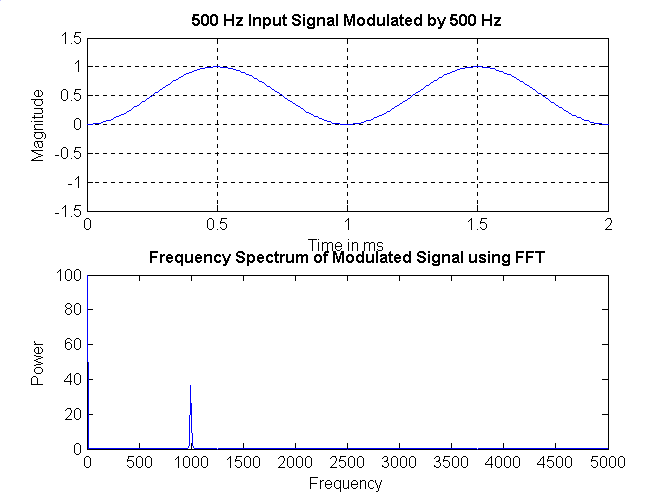 500 Hz Input Signal Modulated by 500 Hz
1.5
1
0.5
0
-0.5
-1
-1.5
Magnitude
0 0.5 1 1.5 2
Time in ms
Frequency Spectrum of Modulated Signal using FFT
100
80
60
40
20
0
Power
0 500 1000 1500 2000 2500 3000 3500 4000 4500 5000
Frequency